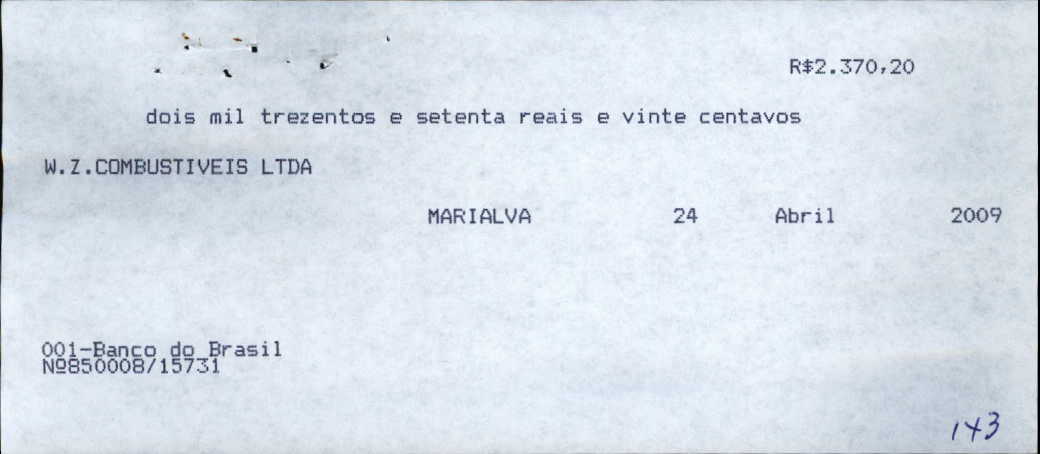 R$2.370,20
dois mil trezentos e setenta reais e vinte centavos
W.Z.COMBUSTIVEIS LTDA
MARIALVA 24 Abril 2009
001-Banco do Brasil
Nº850008/15731
143